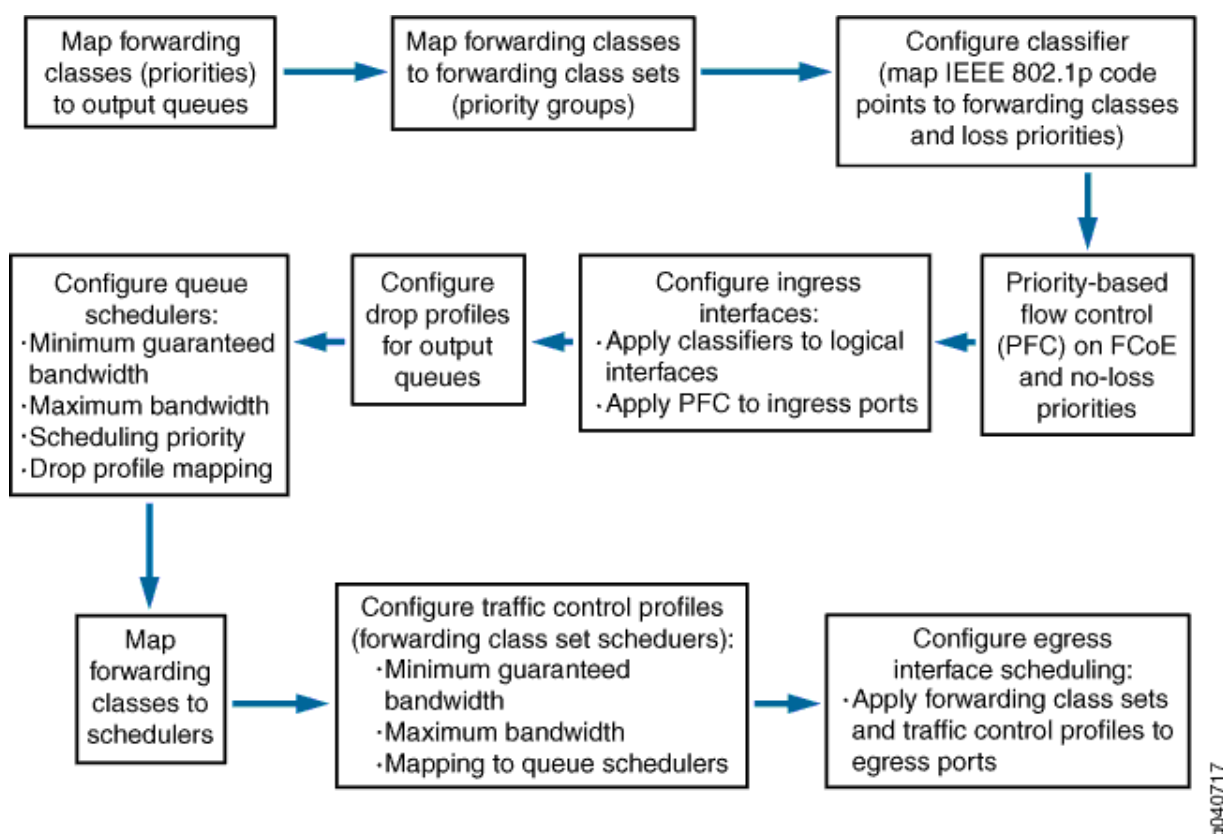 Map forwarding
classes (priorities)
to output queues
Map forwarding classes
to forwarding class sets
(priority groups)
Configure classifier
(map IEEE 802.1p code
points to forwarding classes
and loss priorities)
Priority-based
flow control
(PFC) on FCoE
and no-loss
priorities
Configure ingress
interfaces:
·Apply classifiers to logical
interfaces
·Apply PFC to ingress ports
Configure
drop profiles
for output
queues
Configure queue
schedulers:
·Minimum guaranteed
bandwidth
·Maximum bandwidth
·Scheduling priority
·Drop profile mapping
Map
forwarding
classes to
schedulers
Configure traffic control profiles
(forwarding class set scheduers):
·Minimum guaranteed
bandwidth
·Maximum bandwidth
·Mapping to queue schedulers
Configure egress
interface scheduling:
·Apply forwarding class sets
and traffic control profiles to
egress ports
g040717